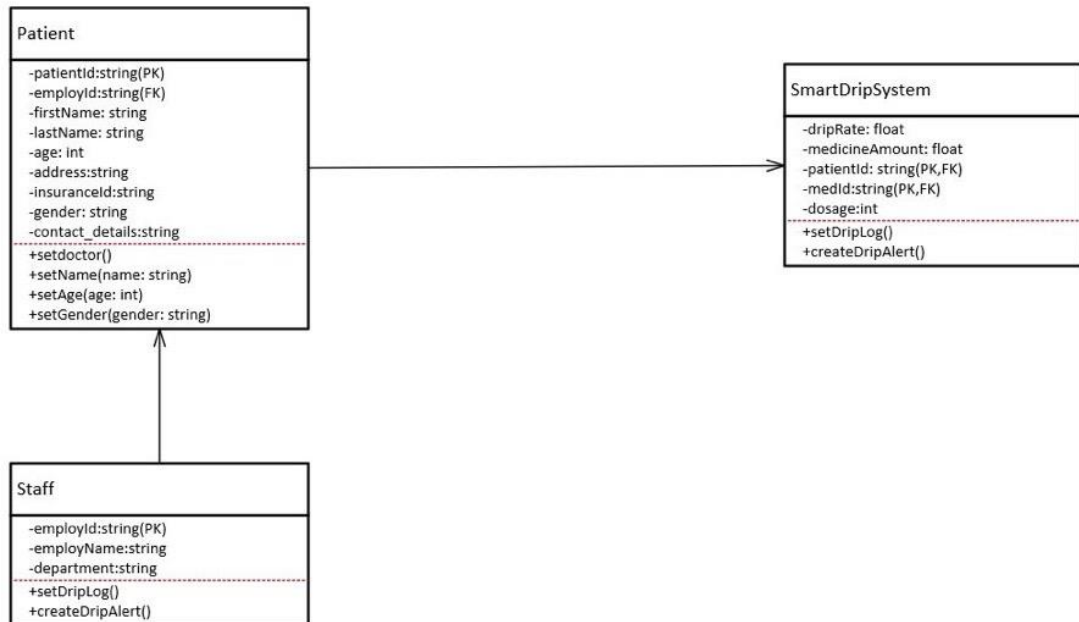 Patient
-patientId:string(PK)
-employId:string(FK)
-firstName: string
-lastName: string
-age: int
-address:string
-insuranceId:string
-gender: string
-contact_details:string
+setdoctor()
+setName(name: string)
+setAge(age: int)
+setGender(gender: string)
SmartDripSystem
-dripRate: float
-medicineAmount: float
-patientId: string(PK,FK)
-medId:string(PK,FK)
-dosage:int
+setDripLog()
+createDripAlert()
Staff
-employId:string(PK)
-employName:string
-department:string
+setDripLog()
+createDripAlert()